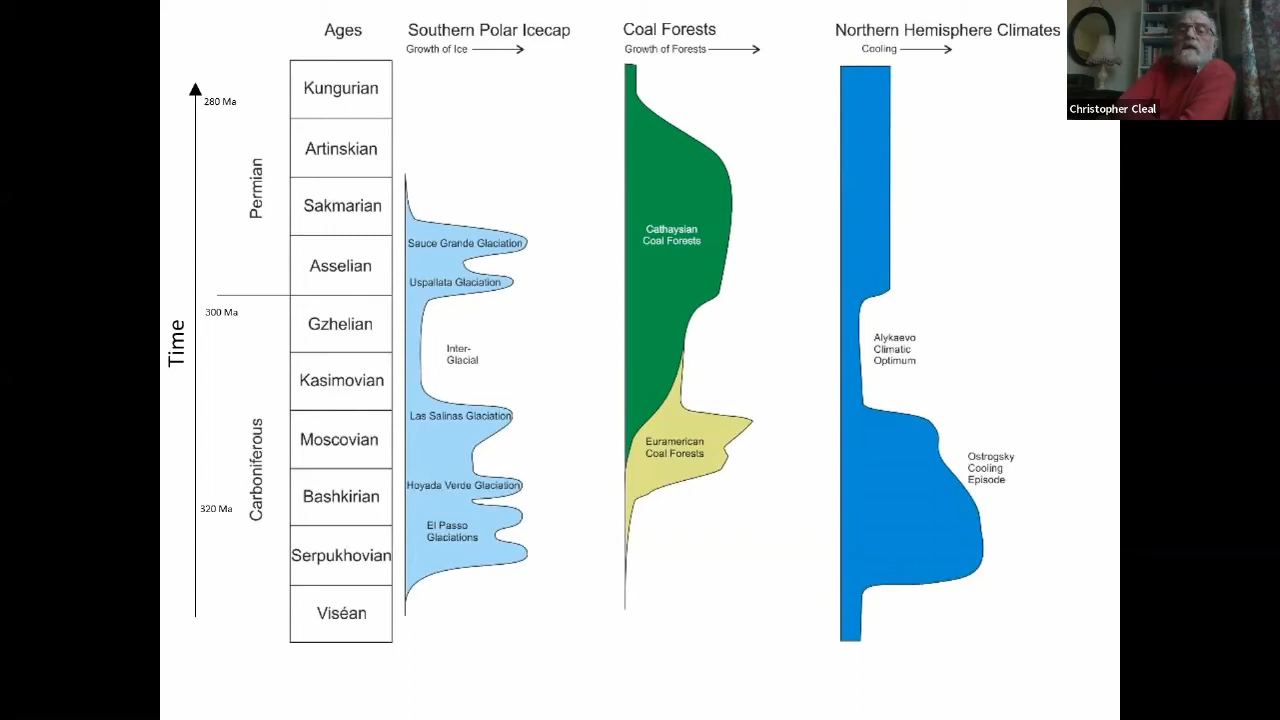 Ages
Southern Polar Icecap
Growth of Ice
Coal Forests
Growth of Forests
Northern Hemisphere Climates
Cooling
Christopher Cleal
Time
280 Ma
300 Ma
320 Ma
Permian
Carboniferous
Kungurian
Artinskian
Sakmarian
Asselian
Gzhelian
Kasimovian
Moscovian
Bashkirian
Serpukhovian
Viséan
Sauce Grande Glaciation
Uspallata Glaciation
Inter-
Glacial
Las Salinas Glaciation
Hoyada Verde Glaciation
El Passo
Glaciations
Cathaysian
Coal Forests
Euramerican
Coal Forests
Alykaevo
Climatic
Optimum
Ostrogsky
Cooling
Episode